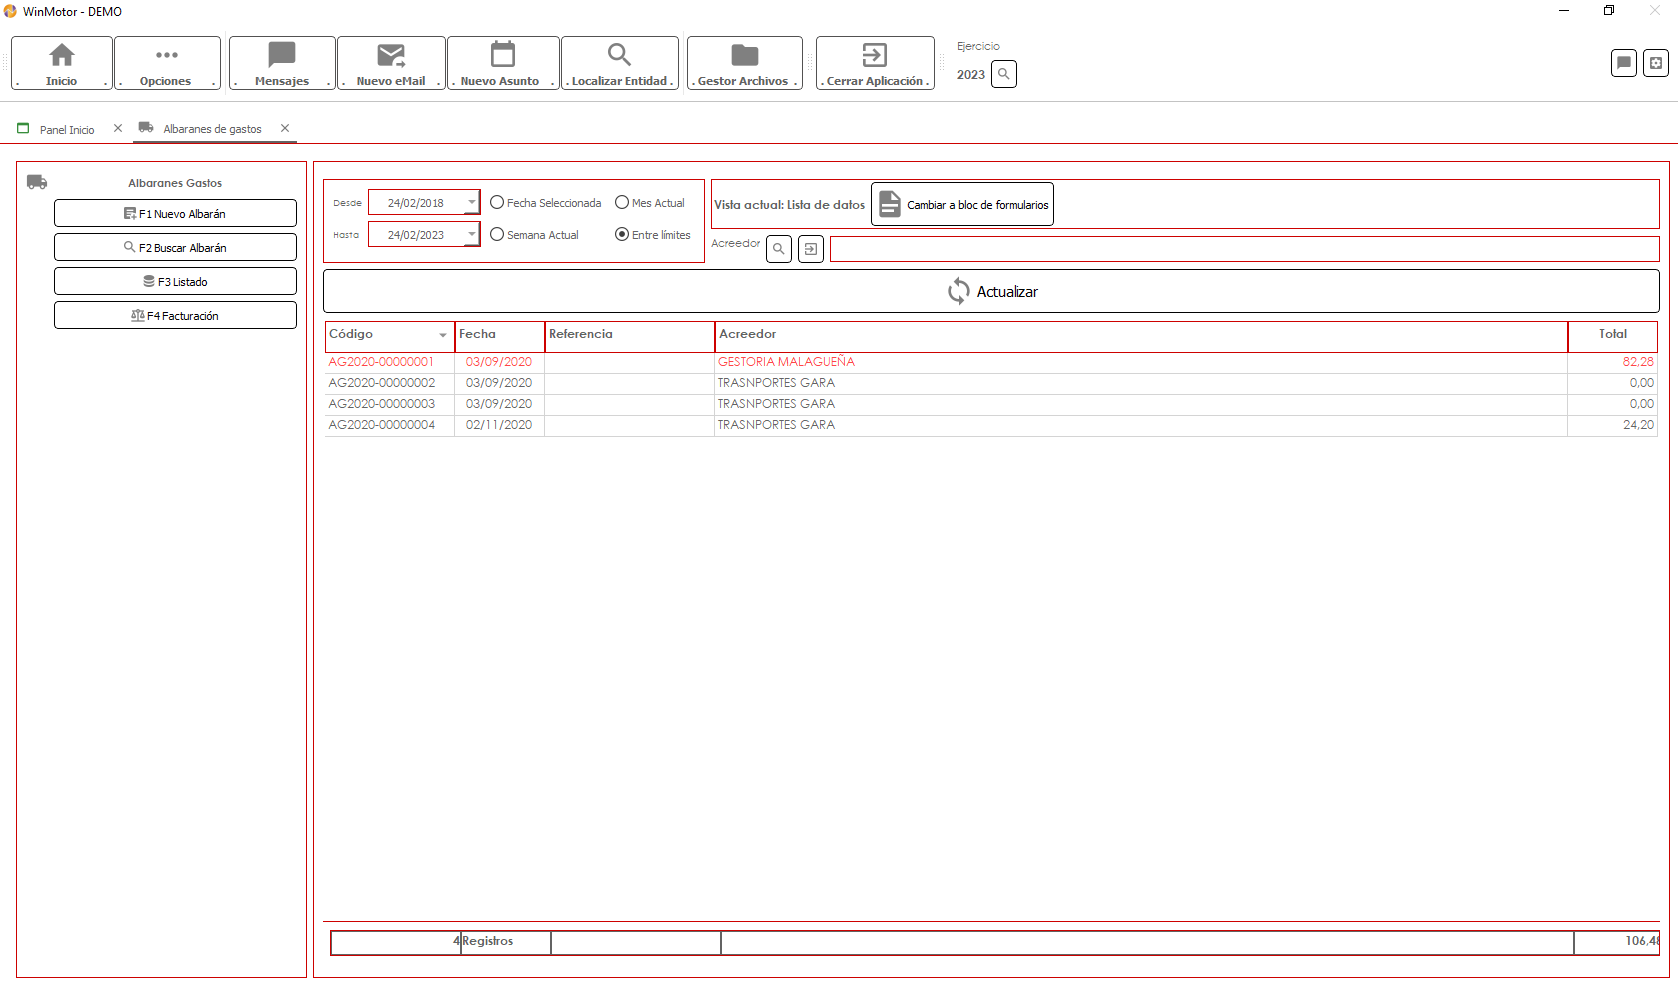 WinMotor - DEMO
Inicio
Opciones
Mensajes
Nuevo eMail
Nuevo Asunto
Localizar Entidad
Gestor Archivos
Cerrar Aplicación
Ejercicio
2023
Panel Inicio
Albaranes de gastos
Albaranes Gastos
F1 Nuevo Albarán
F2 Buscar Albarán
F3 Listado
F4 Facturación
Desde 24/02/2018 Fecha Seleccionada Mes Actual
Hasta 24/02/2023 Semana Actual Entre límites
Vista actual: Lista de datos Cambiar a bloc de formularios
Acreedor
Actualizar
Código Fecha Referencia Acreedor Total
AG2020-00000001 03/09/2020 GESTORIA MALAGUEÑA 82,28
AG2020-00000002 03/09/2020 TRASNPORTES GARA 0,00
AG2020-00000003 03/09/2020 TRASNPORTES GARA 0,00
AG2020-00000004 02/11/2020 TRASNPORTES GARA 24,20
4 Registros 106,48